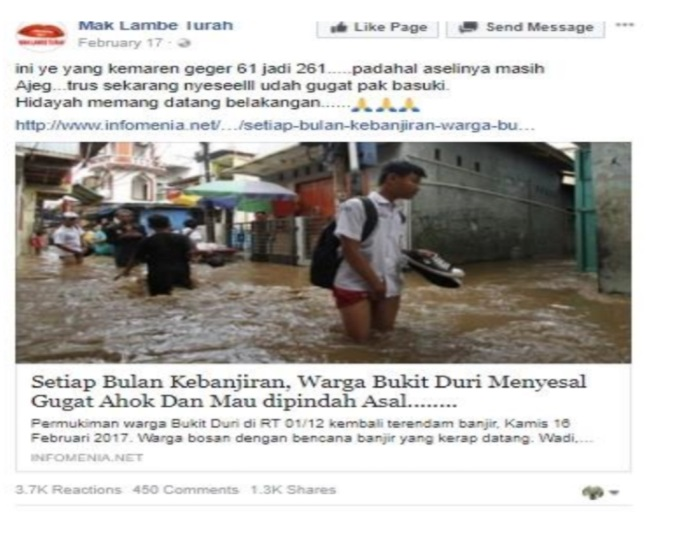 Mak Lambe Turah
Like Page
Send Message
February 17
ini ye yang kemaren geger 61 jadi 261.....padahal aselinya masih
Ajeg...trus sekarang nyeseelll udah gugat pak basuki.
Hidayah memang datang belakangan......🙏🙏🙏
http://www.infomenia.net/.../setiap-bulan-kebanjiran-warga-bu...
Setiap Bulan Kebanjiran, Warga Bukit Duri Menyesal
Gugat Ahok Dan Mau dipindah Asal........
Permukiman warga Bukit Duri di RT 01/12 kembali terendam banjir, Kamis 16
Februari 2017. Warga bosan dengan bencana banjir yang kerap datang. Wadi,...
INFOMENIA.NET
3.7K Reactions 450 Comments 1.3K Shares